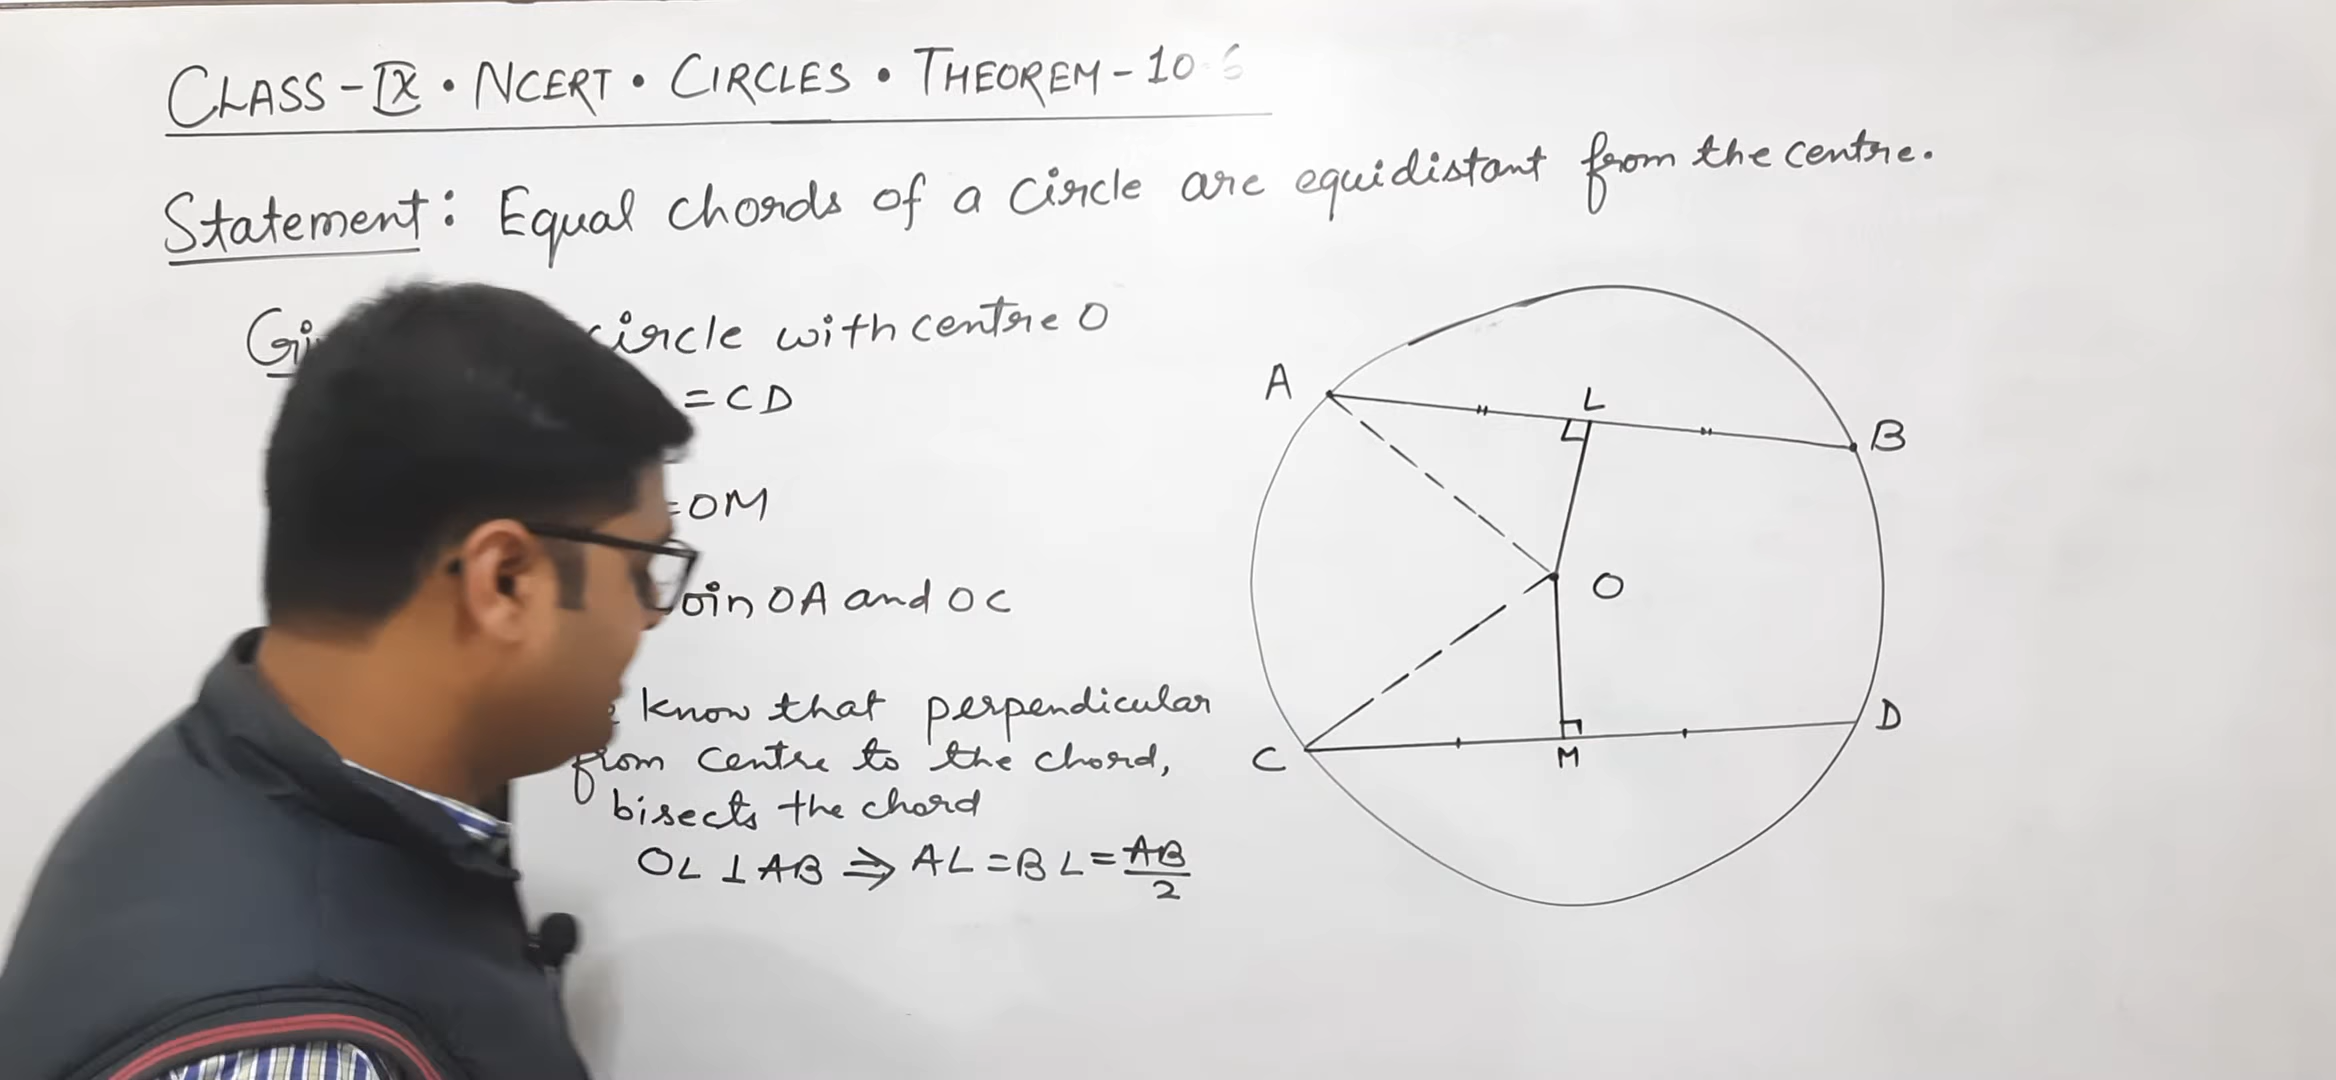 CLASS-IX • NCERT • CIRCLES • THEOREM-10.6
Statement: Equal chords of a circle are equidistant from the centre.
circle with centre O
=CD
=OM
Join OA and OC
know that perpendicular
from centre to the chord,
bisects the chord
OL ⊥ AB ⇒ AL=BL=AB/2
A
L
B
O
C
M
D